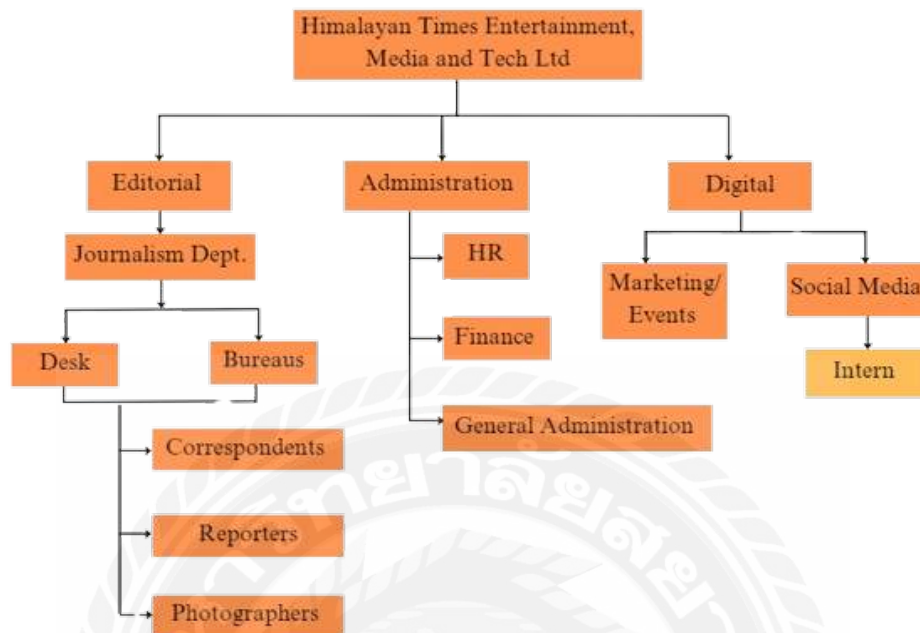 Himalayan Times Entertainment,
Media and Tech Ltd
Editorial
Administration
Digital
Journalism Dept.
HR
Marketing/
Events
Social Media
Desk
Bureaus
Finance
Intern
Correspondents
General Administration
Reporters
Photographers